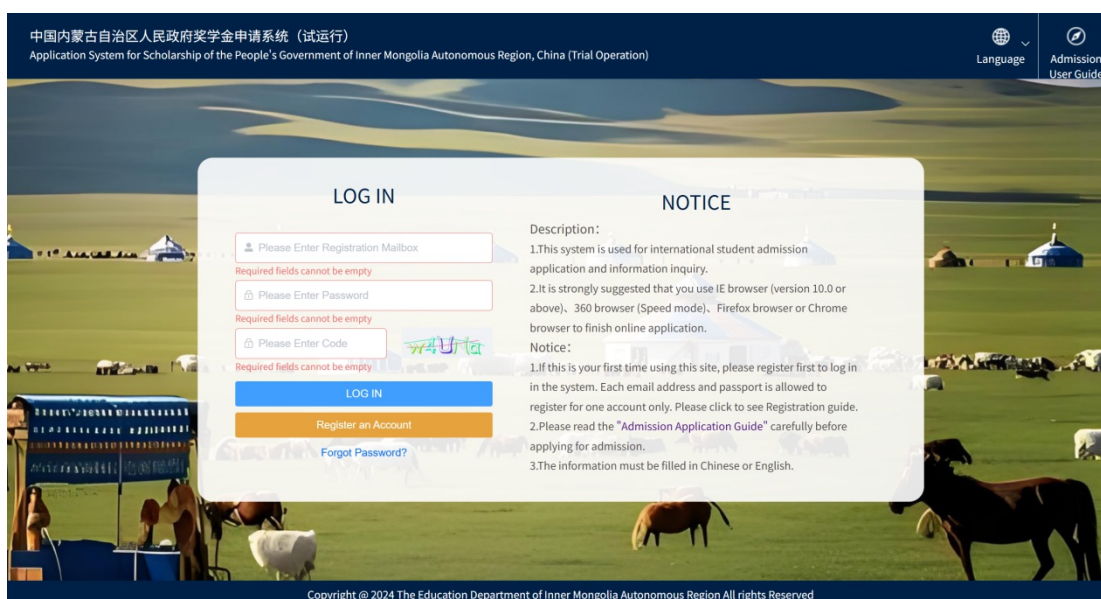 中国内蒙古自治区人民政府奖学金申请系统（试运行）
Application System for Scholarship of the People's Government of Inner Mongolia Autonomous Region, China (Trial Operation)
Language
Admission
User Guide
LOG IN
Please Enter Registration Mailbox
Required fields cannot be empty
Please Enter Password
Required fields cannot be empty
Please Enter Code
Required fields cannot be empty
LOG IN
Register an Account
Forgot Password?
NOTICE
Description：
1.This system is used for international student admission
application and information inquiry.
2.It is strongly suggested that you use IE browser (version 10.0 or
above)、360 browser (Speed mode)、Firefox browser or Chrome
browser to finish online application.
Notice：
1.If this is your first time using this site, please register first to log in
in the system. Each email address and passport is allowed to
register for one account only. Please click to see Registration guide.
2.Please read the "Admission Application Guide" carefully before
applying for admission.
3.The information must be filled in Chinese or English.
Copyright @ 2024 The Education Department of Inner Mongolia Autonomous Region All rights Reserved